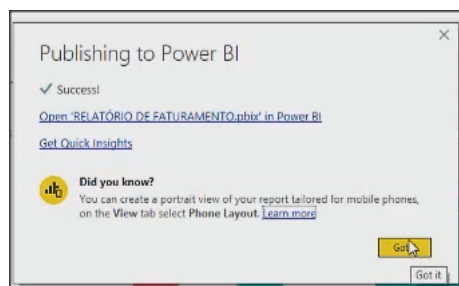 Publishing to Power BI
Success!
Open 'RELATÓRIO DE FATURAMENTO.pbix' in Power BI
Get Quick Insights
Did you know?
You can create a portrait view of your report tailored for mobile phones,
on the View tab select Phone Layout. Learn more
Got
Got it